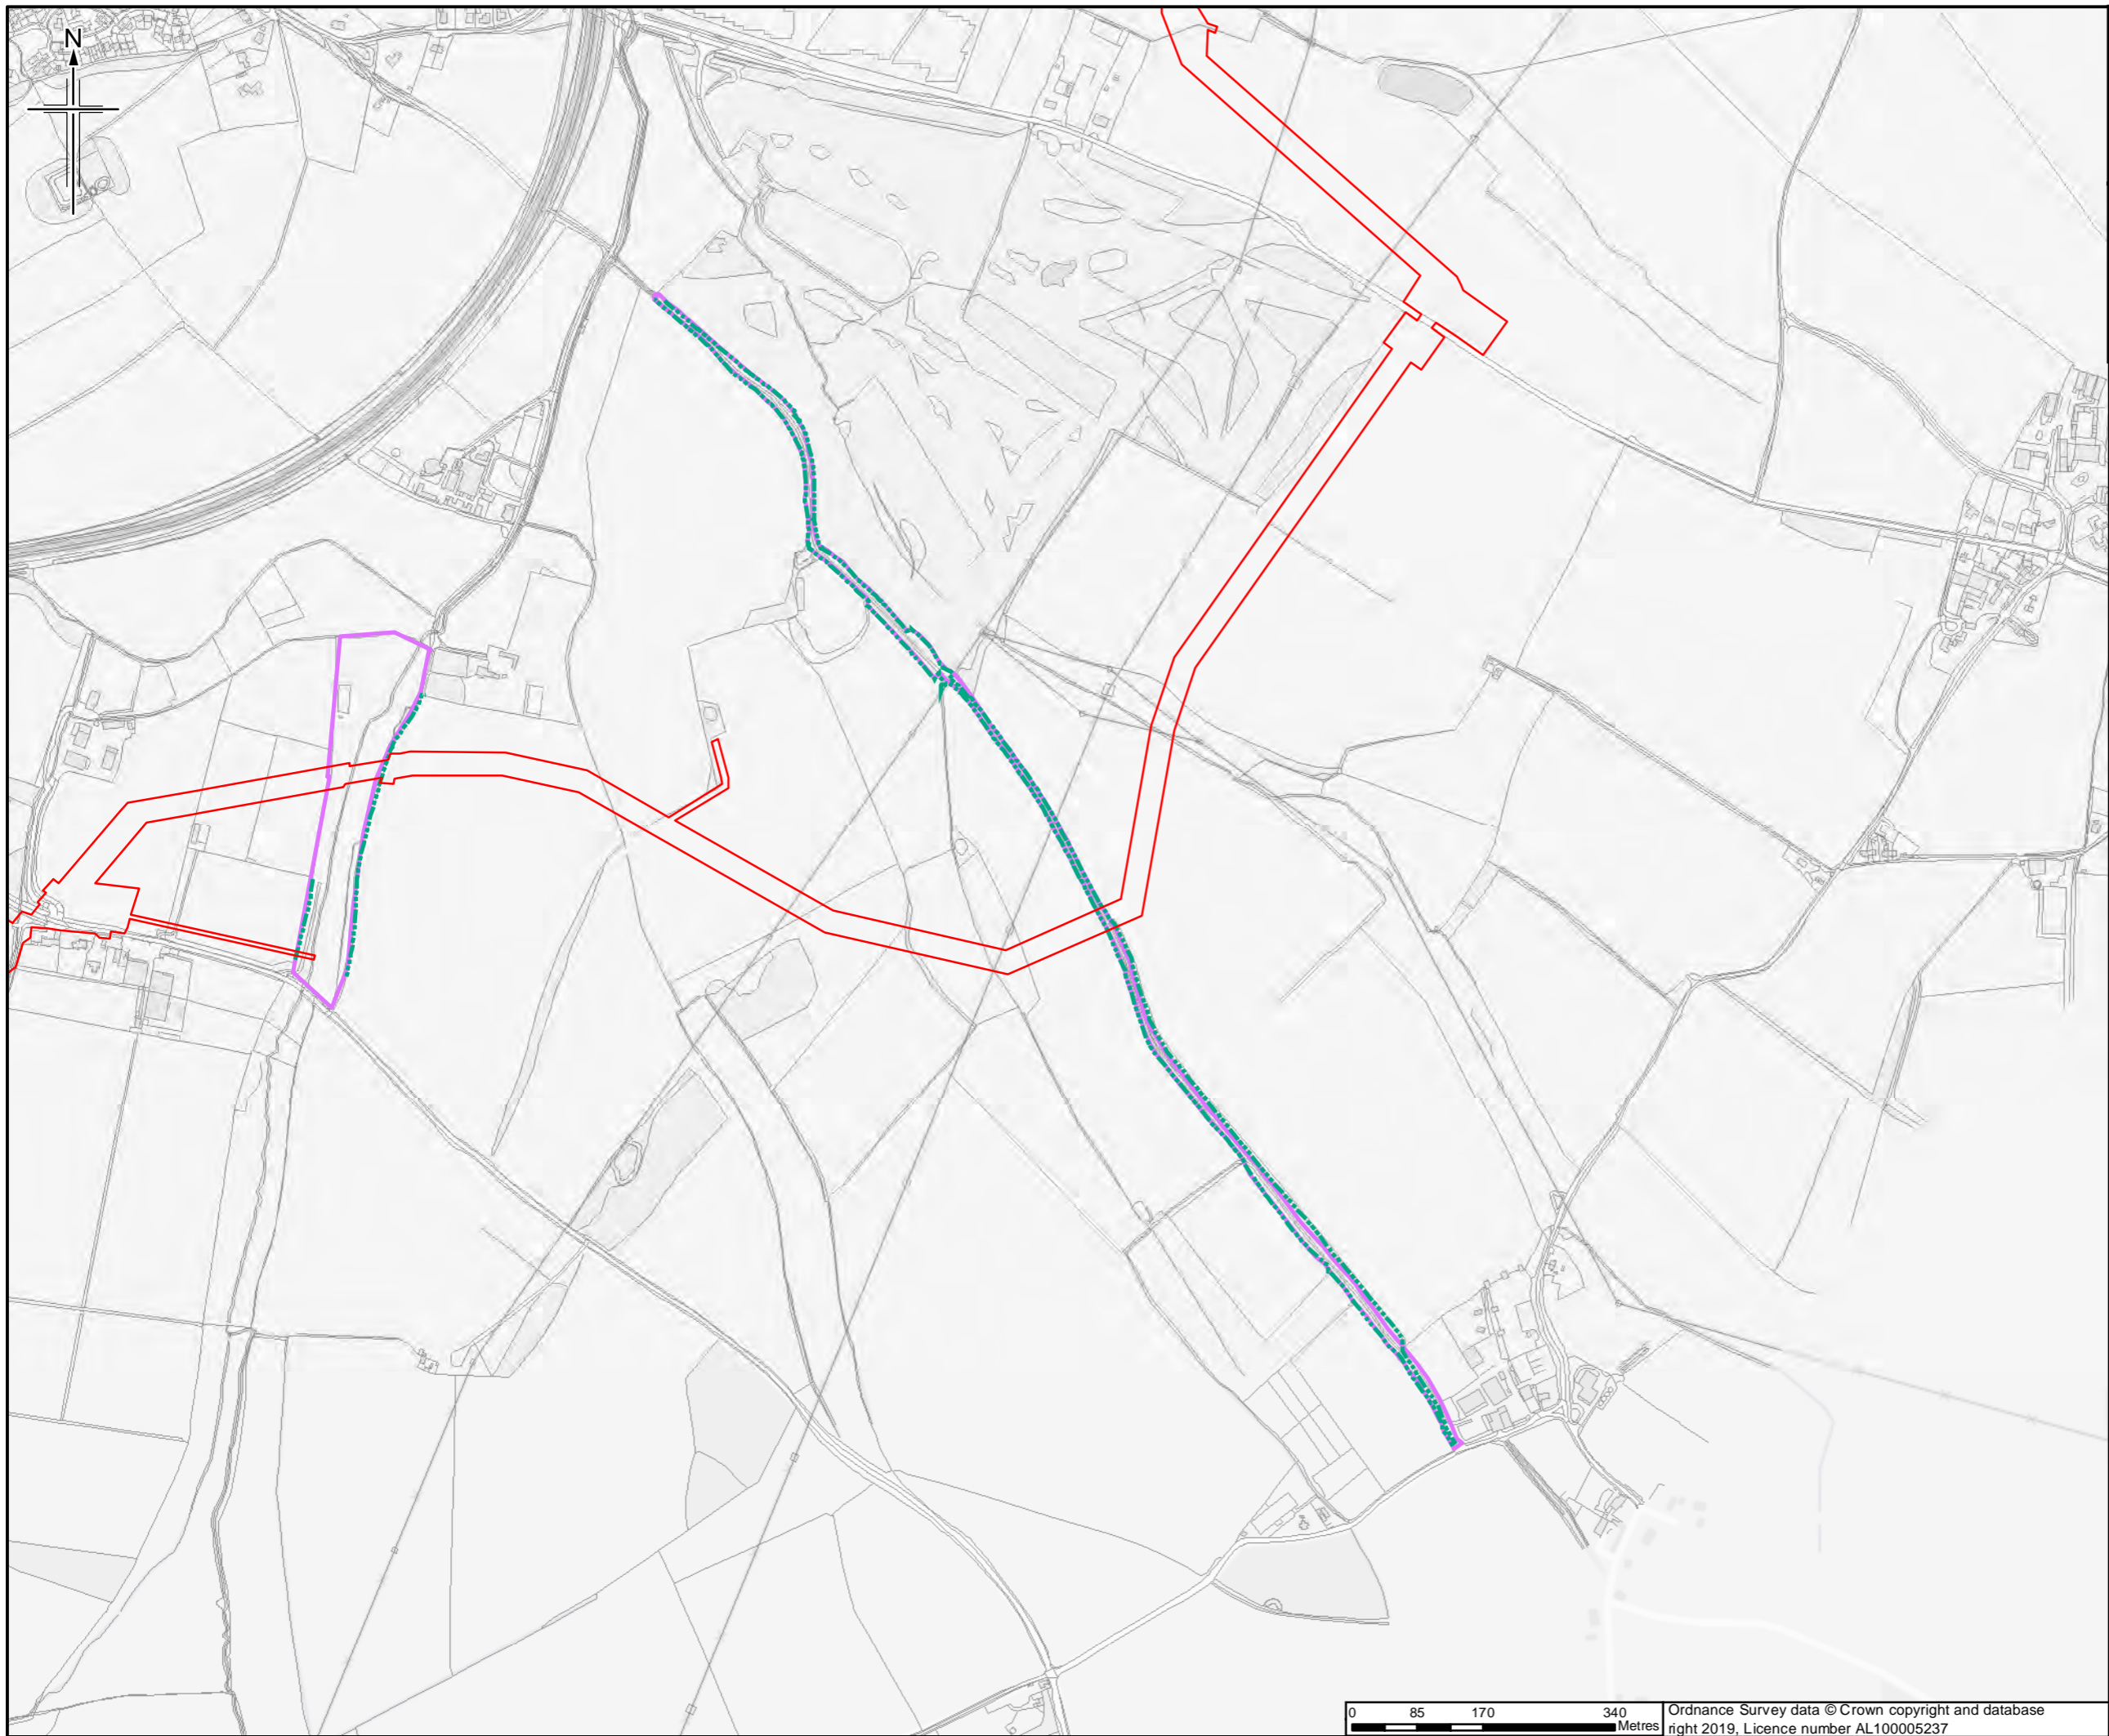 N
0 85 170 340
Metres
Ordnance Survey data © Crown copyright and database
right 2019, Licence number AL100005237